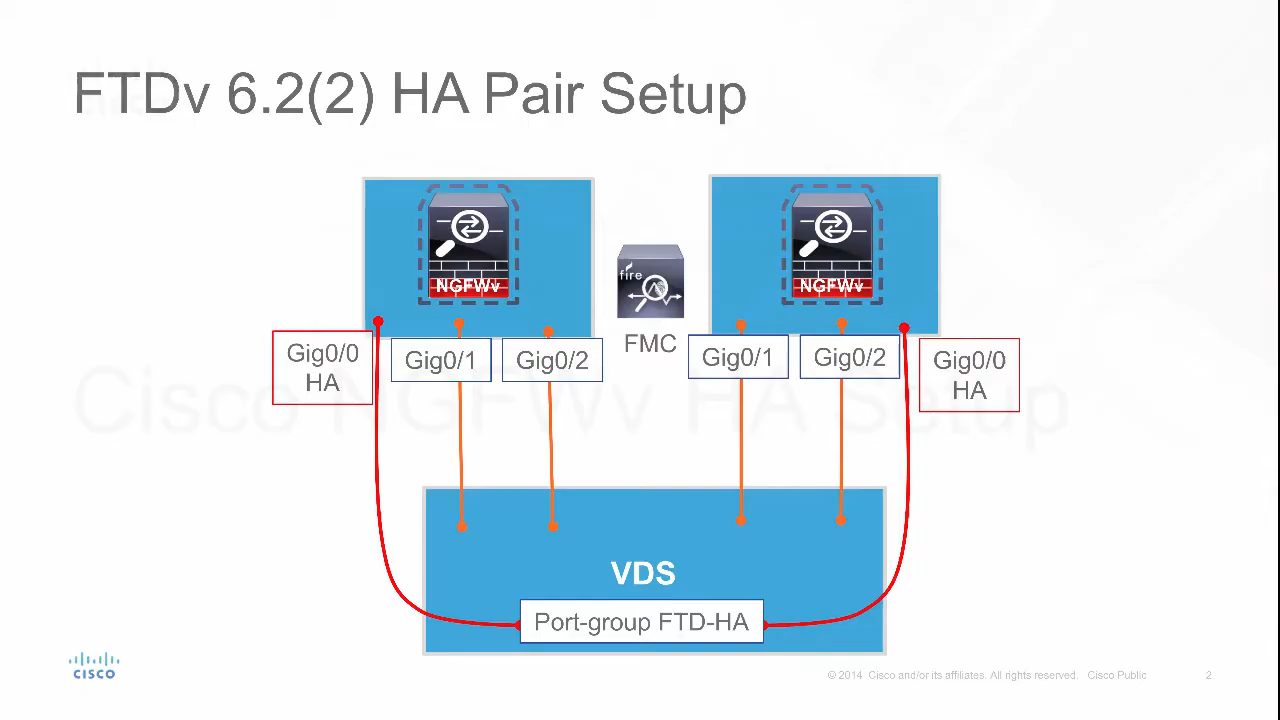 FTDv 6.2(2) HA Pair Setup
NGFWv
NGFWv
fire
FMC
Gig0/0
HA
Gig0/1
Gig0/2
Gig0/1
Gig0/2
Gig0/0
HA
Cisco NGFWv HA Setup
VDS
Port-group FTD-HA
CISCO
© 2014 Cisco and/or its affiliates. All rights reserved. Cisco Public
2